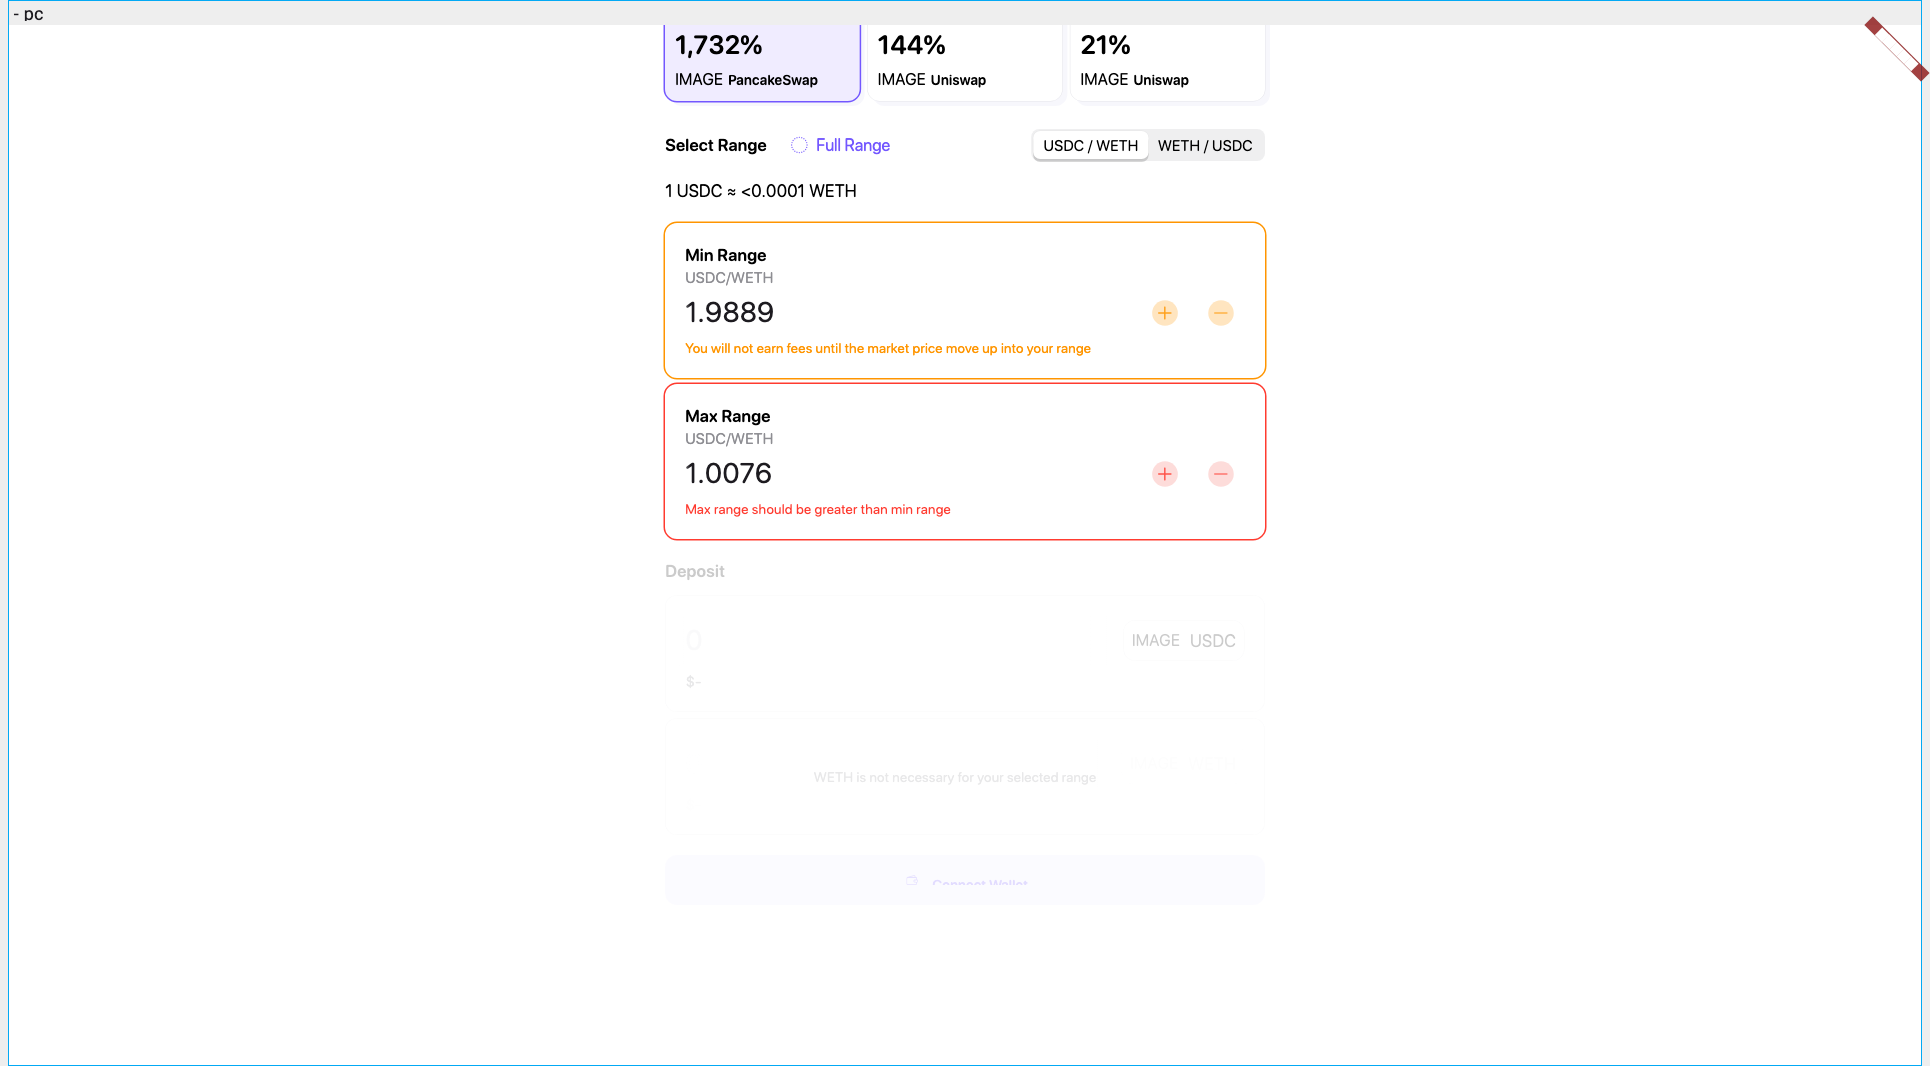 - pc
1,732%
IMAGE PancakeSwap
144%
IMAGE Uniswap
21%
IMAGE Uniswap
Select Range
Full Range
USDC / WETH
WETH / USDC
1 USDC ≈ <0.0001 WETH
Min Range
USDC/WETH
1.9889
You will not earn fees until the market price move up into your range
Max Range
USDC/WETH
1.0076
Max range should be greater than min range
Deposit
0
IMAGE USDC
$-
IMAGE WETH
WETH is not necessary for your selected range
Connect Wallet